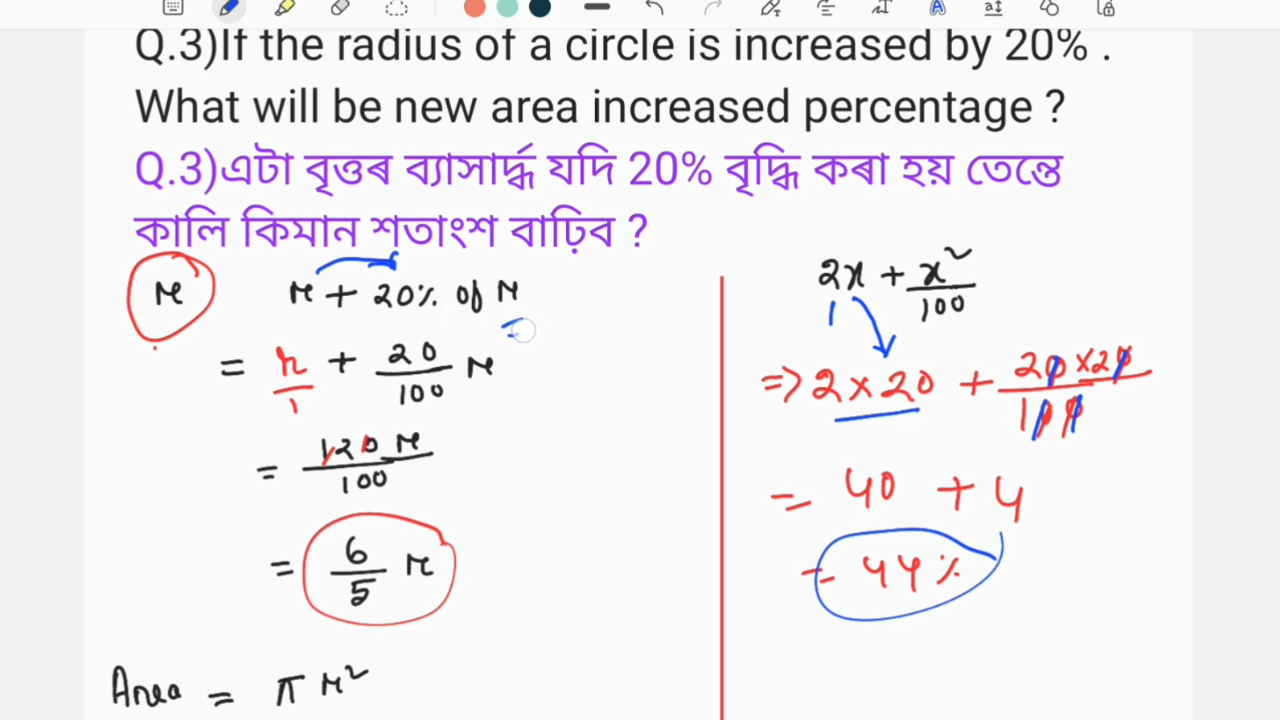 Q.3)If the radius of a circle is increased by 20% .
What will be new area increased percentage ?
Q.3)এটা বৃত্তৰ ব্যাসাৰ্দ্ধ যদি 20% বৃদ্ধি কৰা হয় তেন্তে
কালি কিমান শতাংশ বাঢ়িব ?
r r + 20% of r
= r/1 + 20/100 r
= 120 r/100
= 6/5 r
Area = π r²
2x + x²/100
=> 2 × 20 + 20×20/100
= 40 + 4
= 44%